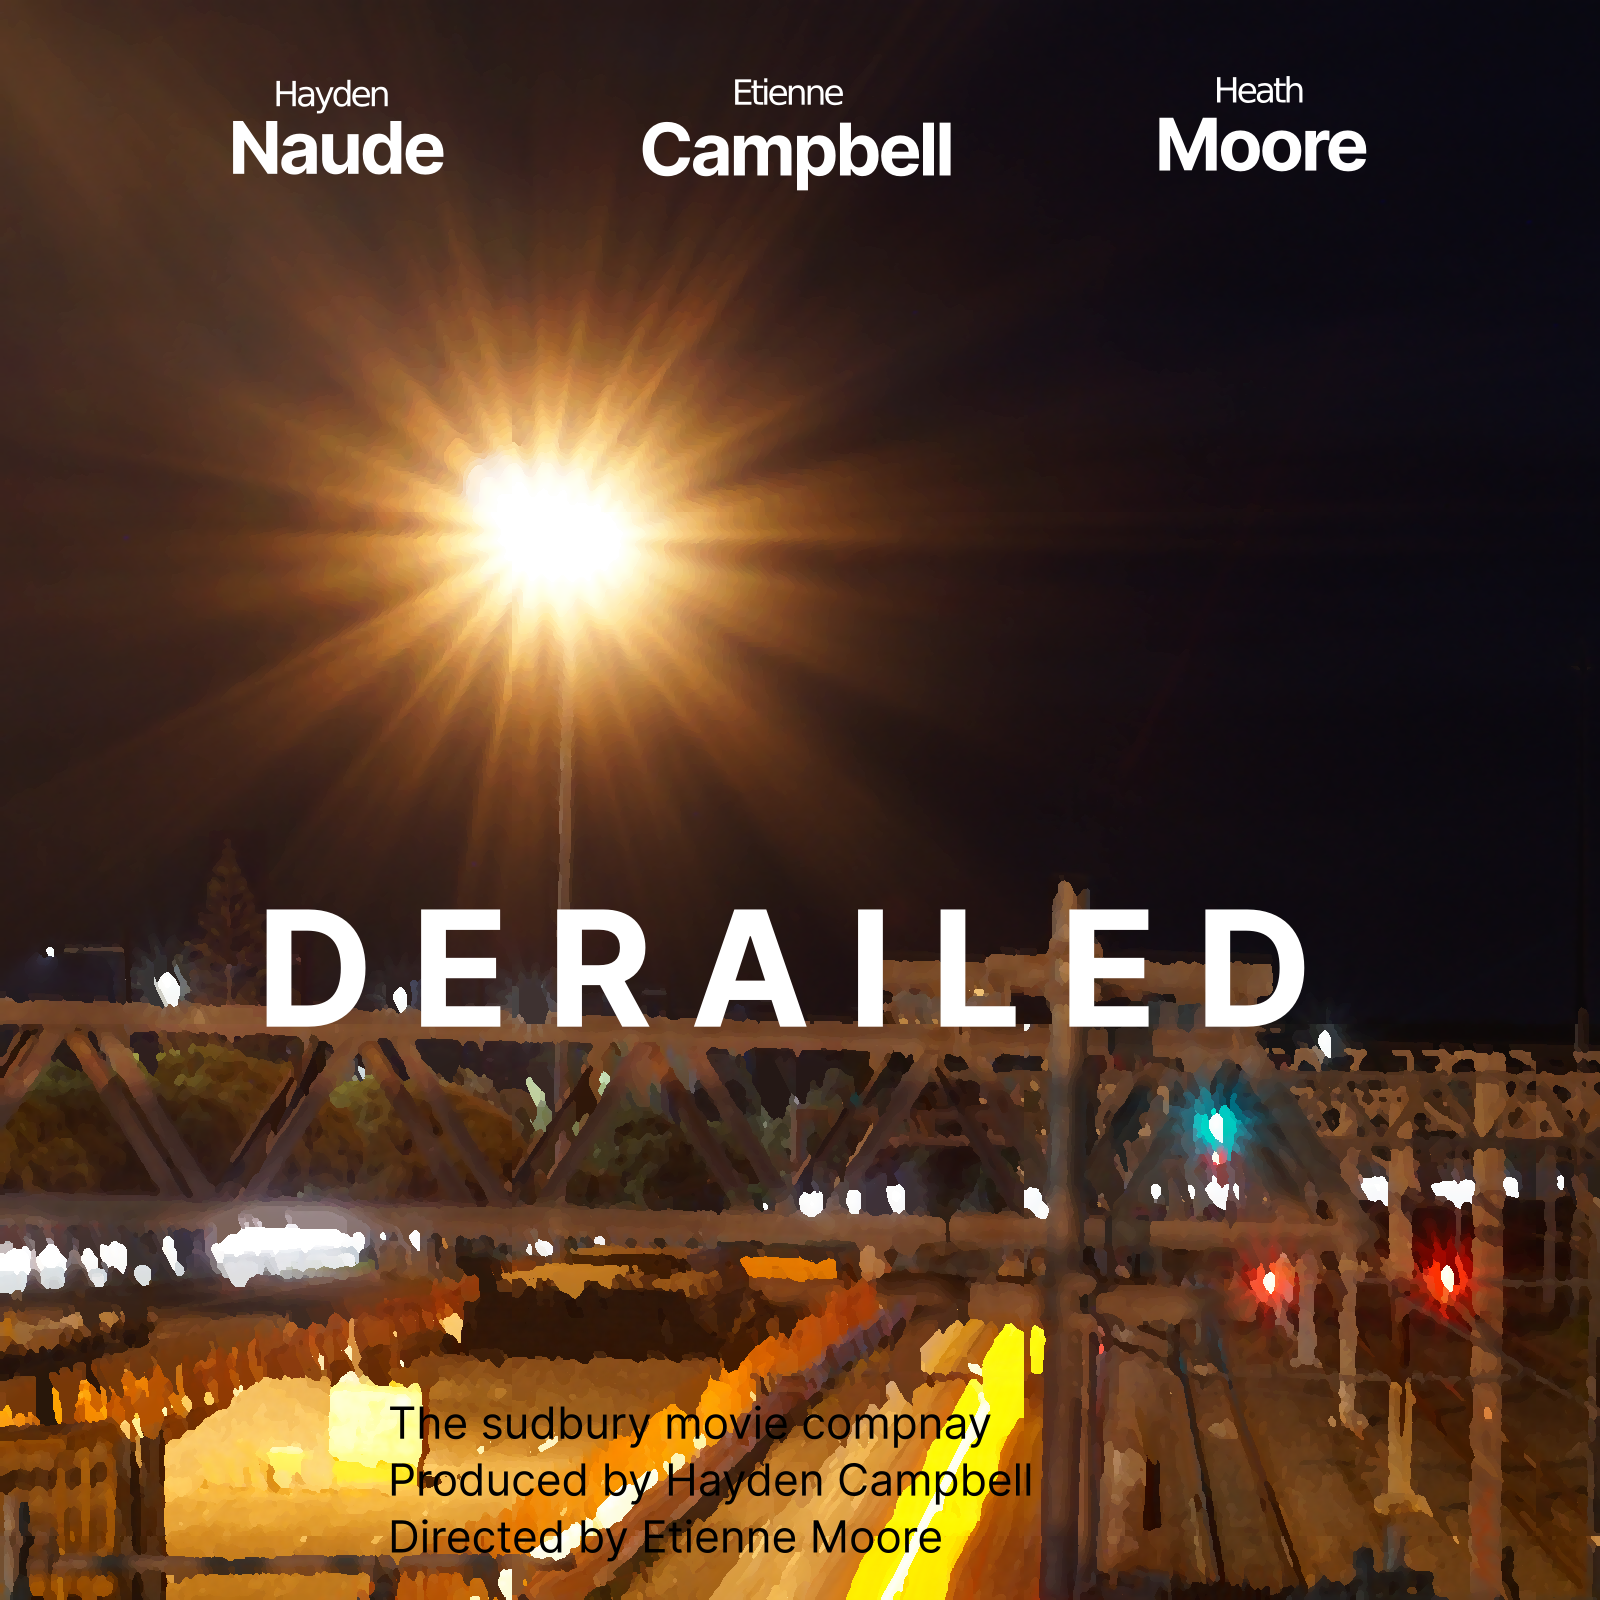 Hayden
Naude
Etienne
Campbell
Heath
Moore
DERAILED
The sudbury movie compnay
Produced by Hayden Campbell
Directed by Etienne Moore